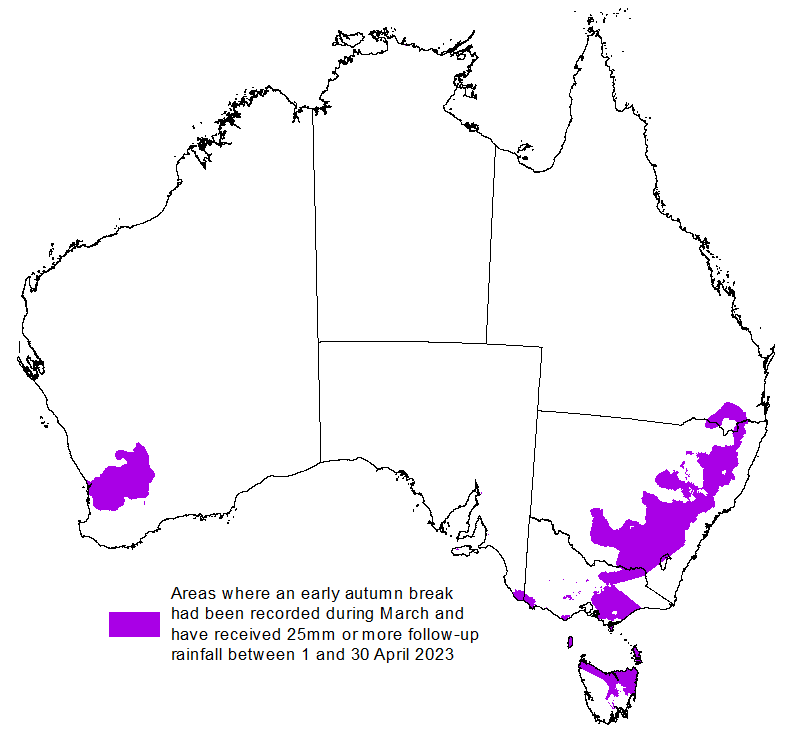 Areas where an early autumn break
had been recorded during March and
have received 25mm or more follow-up
rainfall between 1 and 30 April 2023